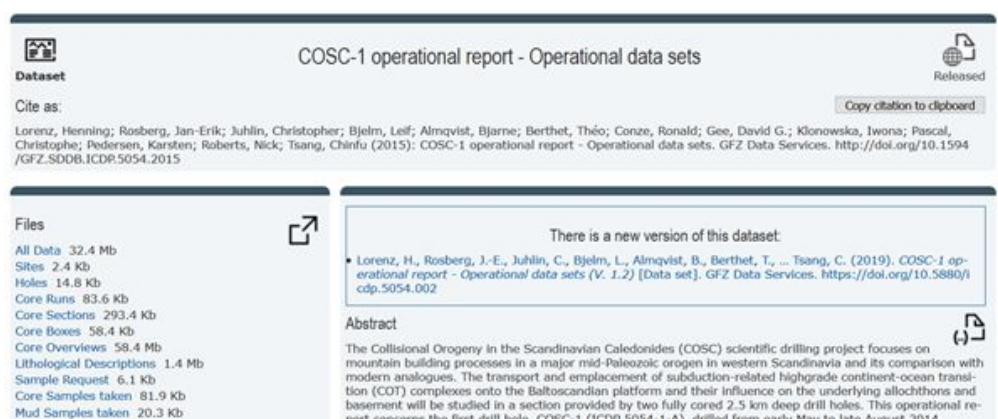 COSC-1 operational report - Operational data sets
Dataset
Released
Cite as:
Copy citation to clipboard
Lorenz, Henning; Rosberg, Jan-Erik; Juhlin, Christopher; Bjelm, Leif; Almqvist, Bjarne; Berthet, Théo; Conze, Ronald; Gee, David G.; Klonowska, Iwona; Pascal,
Christophe; Pedersen, Karsten; Roberts, Nick; Tsang, Chinfu (2015): COSC-1 operational report - Operational data sets. GFZ Data Services. http://doi.org/10.1594
/GFZ.SDDB.ICDP.5054.2015
Files
All Data 32.4 Mb
Sites 2.4 Kb
Holes 14.8 Kb
Core Runs 83.6 Kb
Core Sections 293.4 Kb
Core Boxes 58.4 Kb
Core Overviews 58.4 Mb
Lithological Descriptions 1.4 Mb
Sample Request 6.1 Kb
Core Samples taken 81.9 Kb
Mud Samples taken 20.3 Kb
There is a new version of this dataset:
• Lorenz, H., Rosberg, J.-E., Juhlin, C., Bjelm, L., Almqvist, B., Berthet, T., ... Tsang, C. (2019). COSC-1 op-
erational report - Operational data sets (V. 1.2) [Data set]. GFZ Data Services. https://doi.org/10.5880/i
cdp.5054.002
Abstract
The Collisional Orogeny in the Scandinavian Caledonides (COSC) scientific drilling project focuses on
mountain building processes in a major mid-Paleozoic orogen in western Scandinavia and its comparison with
modern analogues. The transport and emplacement of subduction-related highgrade continent-ocean transi-
tion (COT) complexes onto the Baltoscandian platform and their influence on the underlying allochthons and
basement will be studied in a section provided by two fully cored 2.5 km deep drill holes. This operational re-
port concerns the first drill hole, COSC-1 (ICDP 5054-1-A), drilled from early May to late August 2014.